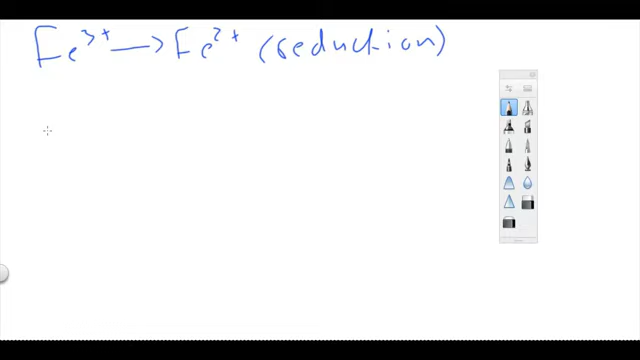 Fe³⁺ → Fe²⁺ (reduction)